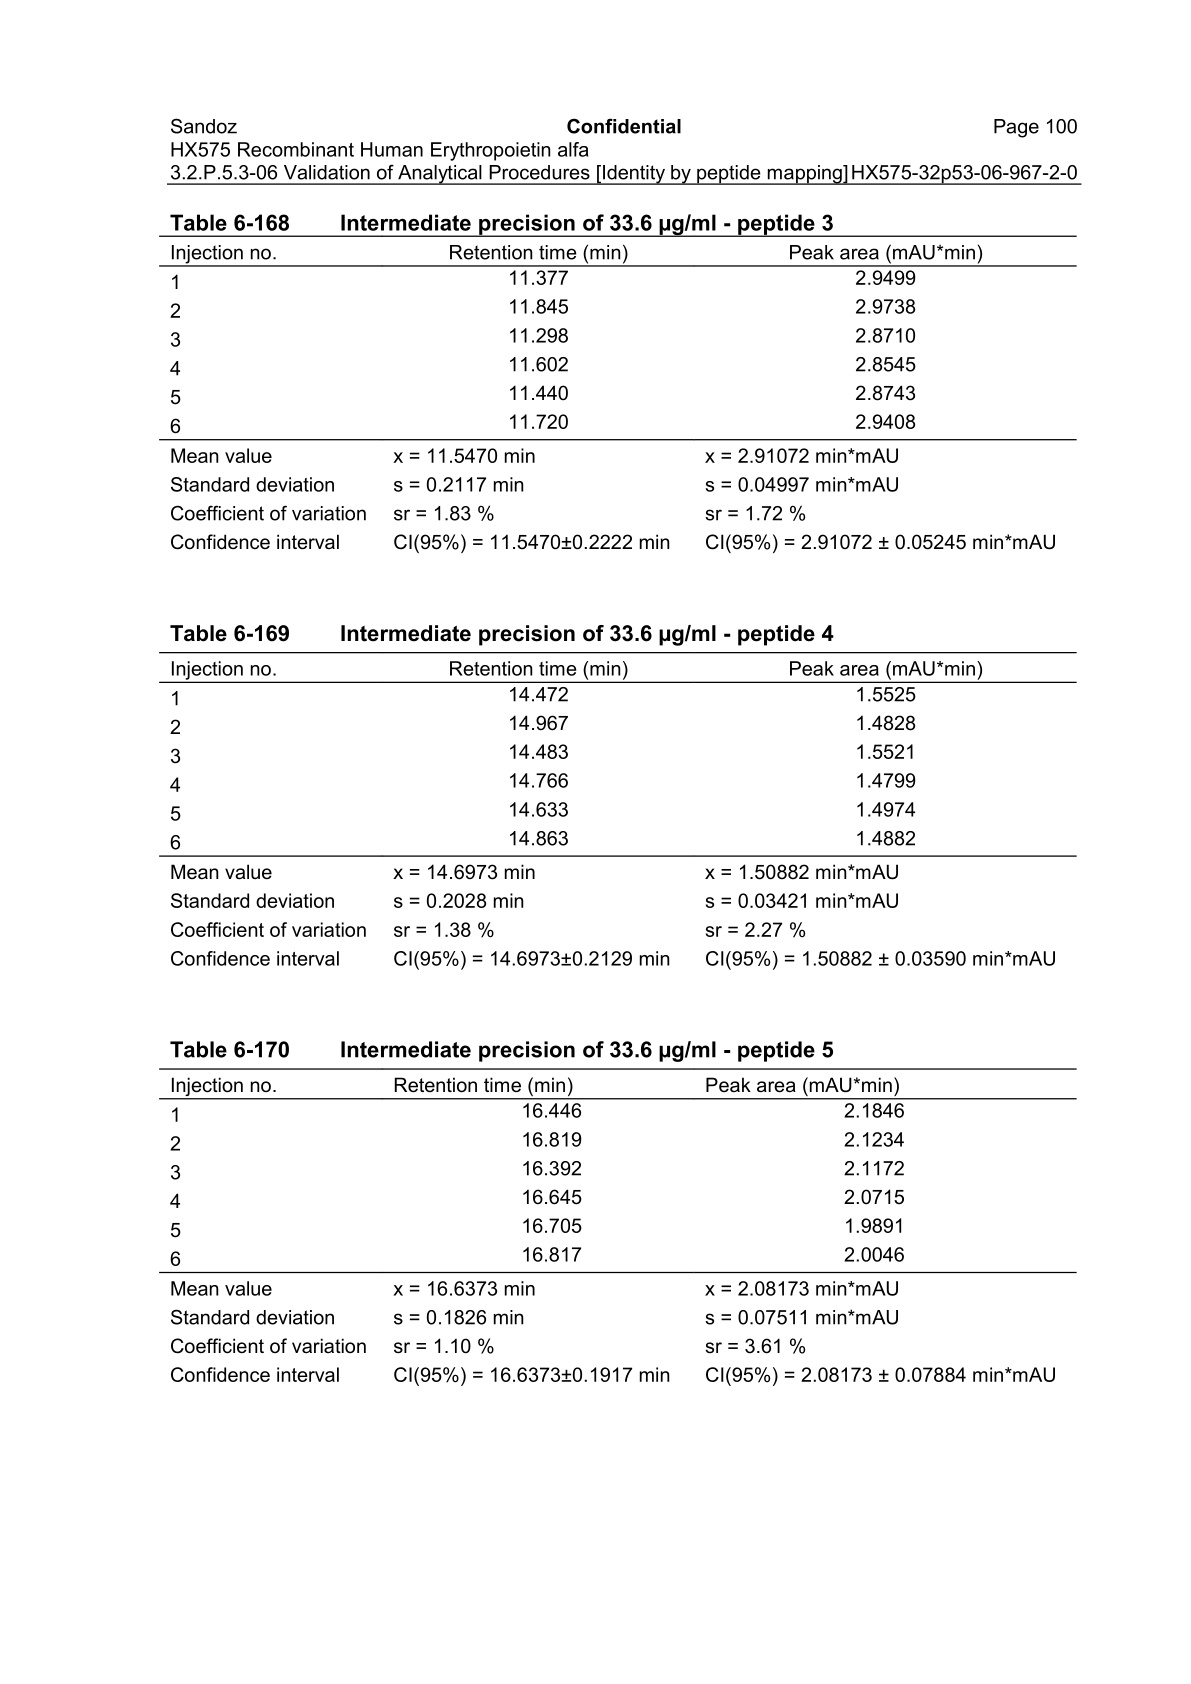 Sandoz Confidential Page 100
HX575 Recombinant Human Erythropoietin alfa
3.2.P.5.3-06 Validation of Analytical Procedures [Identity by peptide mapping] HX575-32p53-06-967-2-0
Table 6-168 Intermediate precision of 33.6 µg/ml - peptide 3
Injection no. Retention time (min) Peak area (mAU*min)
1 11.377 2.9499
2 11.845 2.9738
3 11.298 2.8710
4 11.602 2.8545
5 11.440 2.8743
6 11.720 2.9408
Mean value x = 11.5470 min x = 2.91072 min*mAU
Standard deviation s = 0.2117 min s = 0.04997 min*mAU
Coefficient of variation sr = 1.83 % sr = 1.72 %
Confidence interval CI(95%) = 11.5470±0.2222 min CI(95%) = 2.91072 ± 0.05245 min*mAU
Table 6-169 Intermediate precision of 33.6 µg/ml - peptide 4
Injection no. Retention time (min) Peak area (mAU*min)
1 14.472 1.5525
2 14.967 1.4828
3 14.483 1.5521
4 14.766 1.4799
5 14.633 1.4974
6 14.863 1.4882
Mean value x = 14.6973 min x = 1.50882 min*mAU
Standard deviation s = 0.2028 min s = 0.03421 min*mAU
Coefficient of variation sr = 1.38 % sr = 2.27 %
Confidence interval CI(95%) = 14.6973±0.2129 min CI(95%) = 1.50882 ± 0.03590 min*mAU
Table 6-170 Intermediate precision of 33.6 µg/ml - peptide 5
Injection no. Retention time (min) Peak area (mAU*min)
1 16.446 2.1846
2 16.819 2.1234
3 16.392 2.1172
4 16.645 2.0715
5 16.705 1.9891
6 16.817 2.0046
Mean value x = 16.6373 min x = 2.08173 min*mAU
Standard deviation s = 0.1826 min s = 0.07511 min*mAU
Coefficient of variation sr = 1.10 % sr = 3.61 %
Confidence interval CI(95%) = 16.6373±0.1917 min CI(95%) = 2.08173 ± 0.07884 min*mAU